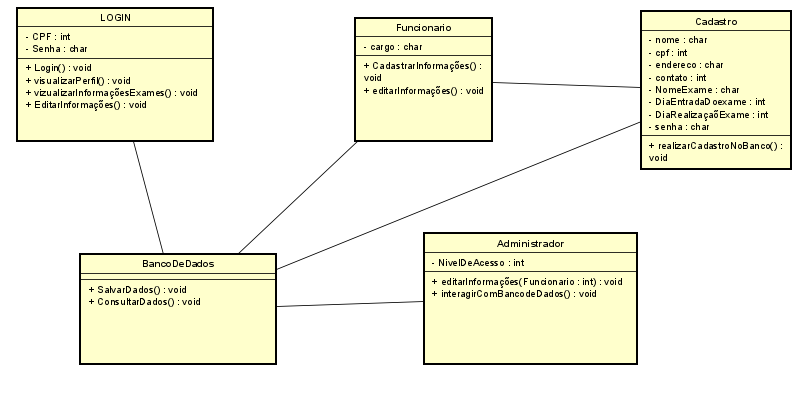 LOGIN
- CPF : int
- Senha : char
+ Login() : void
+ visualizarPerfil() : void
+ vizualizarInformaçõesExames() : void
+ EditarInformações() : void
Funcionario
- cargo : char
+ CadastrarInformações() :
void
+ editarInformações() : void
Cadastro
- nome : char
- cpf : int
- endereco : char
- contato : int
- NomeExame : char
- DiaEntradaDoexame : int
- DiaRealizaçaõExame : int
- senha : char
+ realizarCadastroNoBanco() :
void
BancoDeDados
+ SalvarDados() : void
+ ConsultarDados() : void
Administrador
- NivelDeAcesso : int
+ editarInformações(Funcionario : int) : void
+ interagirComBancodeDados() : void